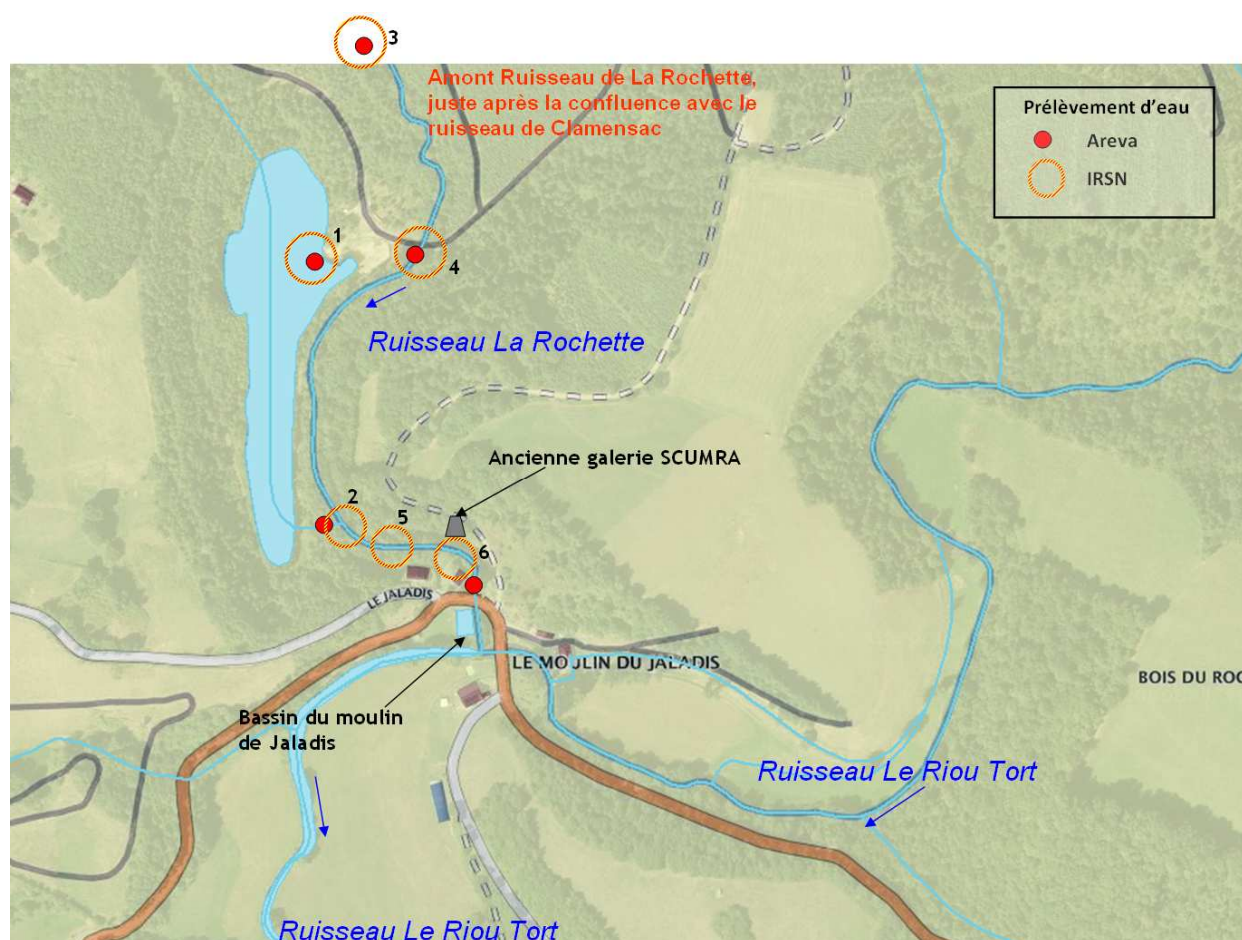 3
Amont Ruisseau de La Rochette,
juste après la confluence avec le
ruisseau de Clamensac
Prélèvement d'eau
Areva
IRSN
1
4
Ruisseau La Rochette
Ancienne galerie SCUMRA
2
5
6
LE JALADIS
LE MOULIN DU JALADIS
BOIS DU ROC
Bassin du moulin
de Jaladis
Ruisseau Le Riou Tort
Ruisseau Le Riou Tort